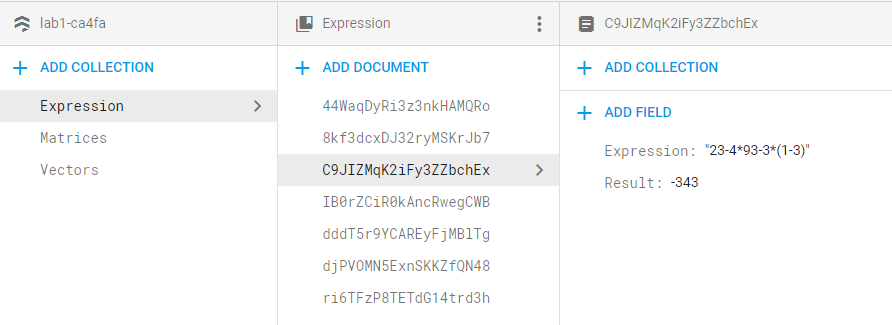 lab1-ca4fa
ADD COLLECTION
Expression
Matrices
Vectors
Expression
ADD DOCUMENT
44WaqDyRi3z3nkHAMQRo
8kf3dcxDJ32ryMSKrJb7
C9JIZMqK2iFy3ZZbchEx
IB0rZCiR0kAncRwegCWB
dddT5r9YCAREyFjMBlTg
djPVOMN5ExnSKKZfQN48
ri6TFzP8TETdG14trd3h
C9JIZMqK2iFy3ZZbchEx
ADD COLLECTION
ADD FIELD
Expression: "23-4*93-3*(1-3)"
Result: -343